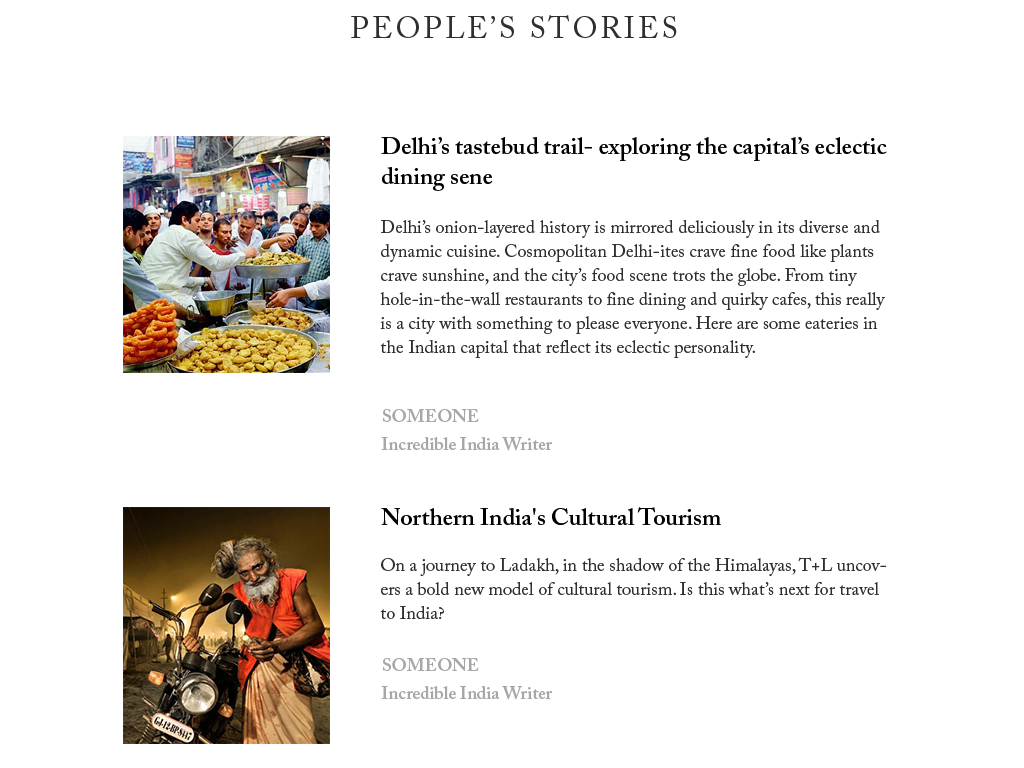 PEOPLE’S STORIES
Delhi’s tastebud trail- exploring the capital’s eclectic
dining sene
Delhi’s onion-layered history is mirrored deliciously in its diverse and
dynamic cuisine. Cosmopolitan Delhi-ites crave fine food like plants
crave sunshine, and the city’s food scene trots the globe. From tiny
hole-in-the-wall restaurants to fine dining and quirky cafes, this really
is a city with something to please everyone. Here are some eateries in
the Indian capital that reflect its eclectic personality.
SOMEONE
Incredible India Writer
Northern India's Cultural Tourism
On a journey to Ladakh, in the shadow of the Himalayas, T+L uncov-
ers a bold new model of cultural tourism. Is this what’s next for travel
to India?
SOMEONE
Incredible India Writer